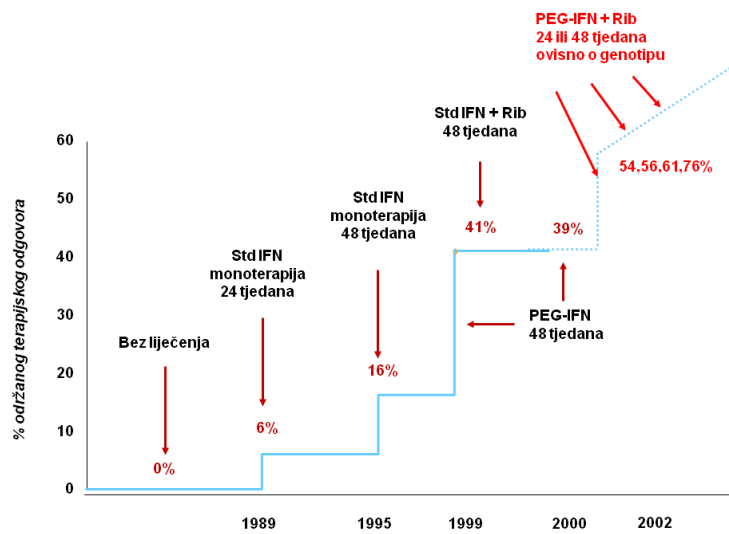 PEG-IFN + Rib
24 ili 48 tjedana
ovisno o genotipu
60
50
40
30
20
10
0
% održanog terapijskog odgovora
Bez liječenja
0%
Std IFN
monoterapija
24 tjedana
6%
Std IFN
monoterapija
48 tjedana
16%
Std IFN + Rib
48 tjedana
41%
39%
54,56,61,76%
PEG-IFN
48 tjedana
1989
1995
1999
2000
2002